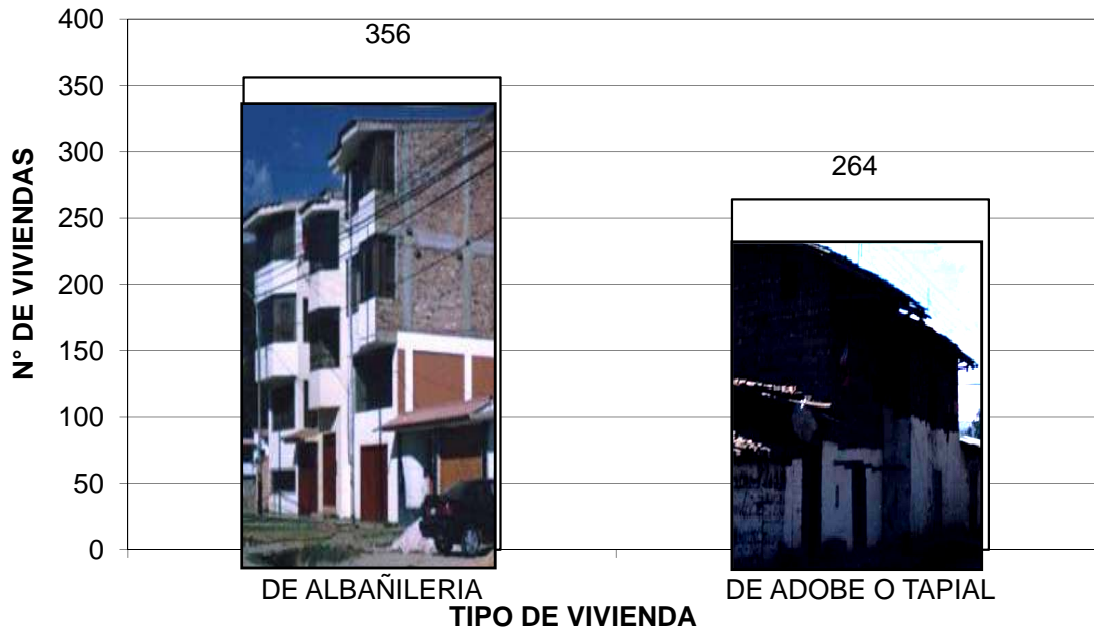 N° DE VIVIENDAS
400
350
300
250
200
150
100
50
0
356
264
DE ALBAÑILERIA
DE ADOBE O TAPIAL
TIPO DE VIVIENDA